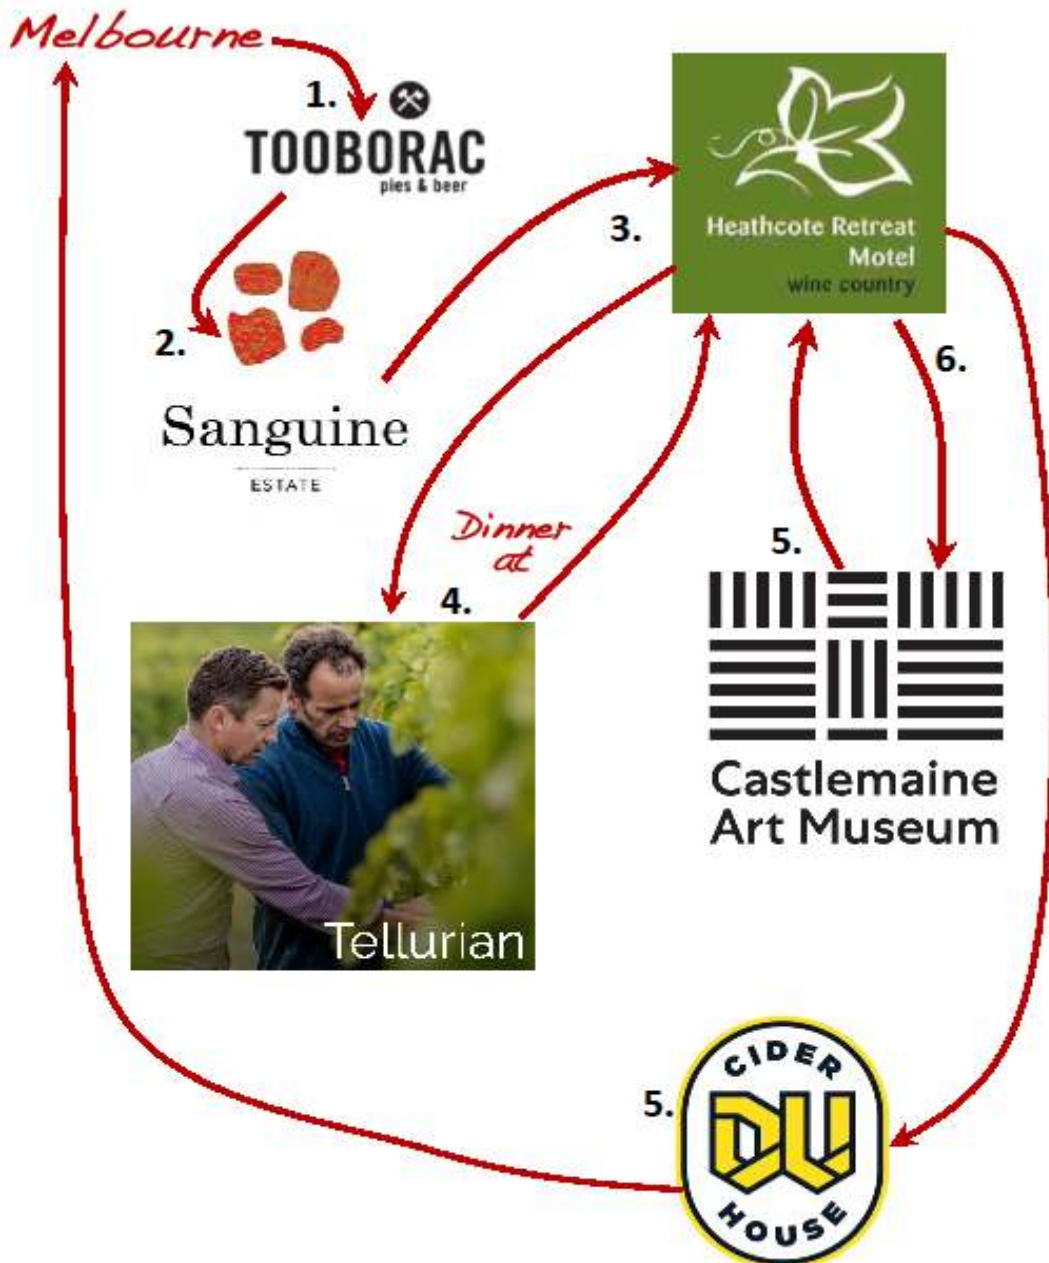 Melbourne
1.
TOOBORAC
pies & beer
2.
Sanguine
ESTATE
3.
Heathcote Retreat
Motel
wine country
Dinner
at
4.
Tellurian
5.
6.
Castlemaine
Art Museum
5.
CIDER
DU
HOUSE